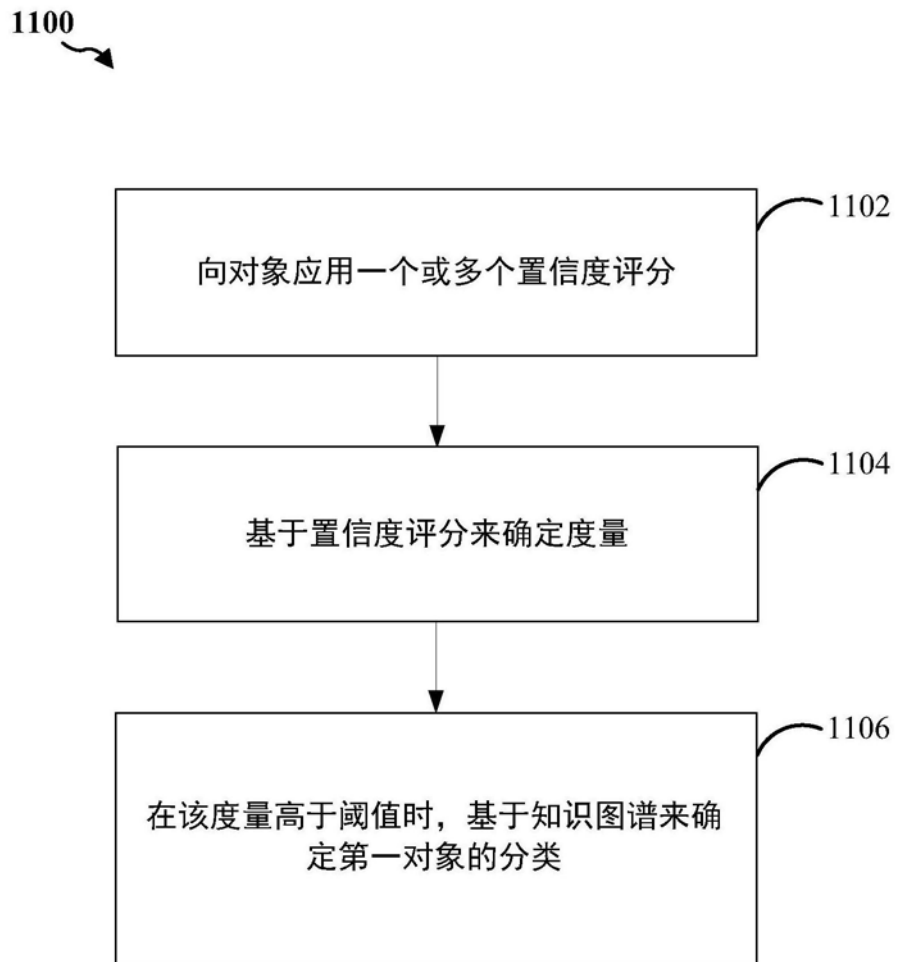 1100
1102
向对象应用一个或多个置信度评分
1104
基于置信度评分来确定度量
1106
在该度量高于阈值时，基于知识图谱来确
定第一对象的分类